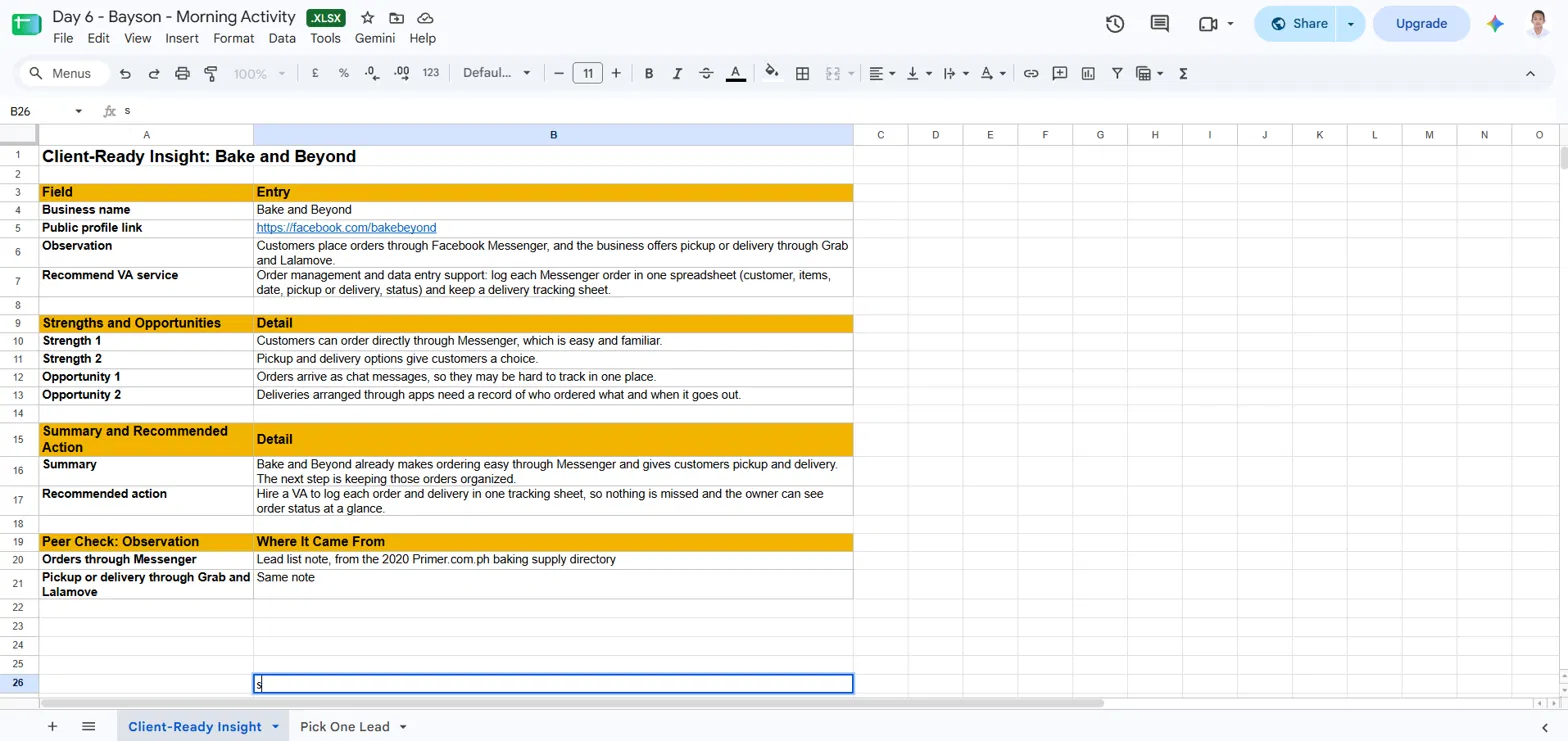 Day 6 - Bayson - Morning Activity .XLSX
File Edit View Insert Format Data Tools Gemini Help
Share Upgrade
Menus 100% £ % .0 .00 123 Defaul... 11 B I A Σ
B26 fx s
A B C D E F G H I J K L M N O
1 Client-Ready Insight: Bake and Beyond
2
3 Field Entry
4 Business name Bake and Beyond
5 Public profile link https://facebook.com/bakebeyond
6 Observation Customers place orders through Facebook Messenger, and the business offers pickup or delivery through Grab
and Lalamove.
7 Recommend VA service Order management and data entry support: log each Messenger order in one spreadsheet (customer, items,
date, pickup or delivery, status) and keep a delivery tracking sheet.
8
9 Strengths and Opportunities Detail
10 Strength 1 Customers can order directly through Messenger, which is easy and familiar.
11 Strength 2 Pickup and delivery options give customers a choice.
12 Opportunity 1 Orders arrive as chat messages, so they may be hard to track in one place.
13 Opportunity 2 Deliveries arranged through apps need a record of who ordered what and when it goes out.
14
15 Summary and Recommended Detail
Action
16 Summary Bake and Beyond already makes ordering easy through Messenger and gives customers pickup and delivery.
The next step is keeping those orders organized.
17 Recommended action Hire a VA to log each order and delivery in one tracking sheet, so nothing is missed and the owner can see
order status at a glance.
18
19 Peer Check: Observation Where It Came From
20 Orders through Messenger Lead list note, from the 2020 Primer.com.ph baking supply directory
21 Pickup or delivery through Grab and Same note
Lalamove
22
23
24
25
26 s
Client-Ready Insight Pick One Lead